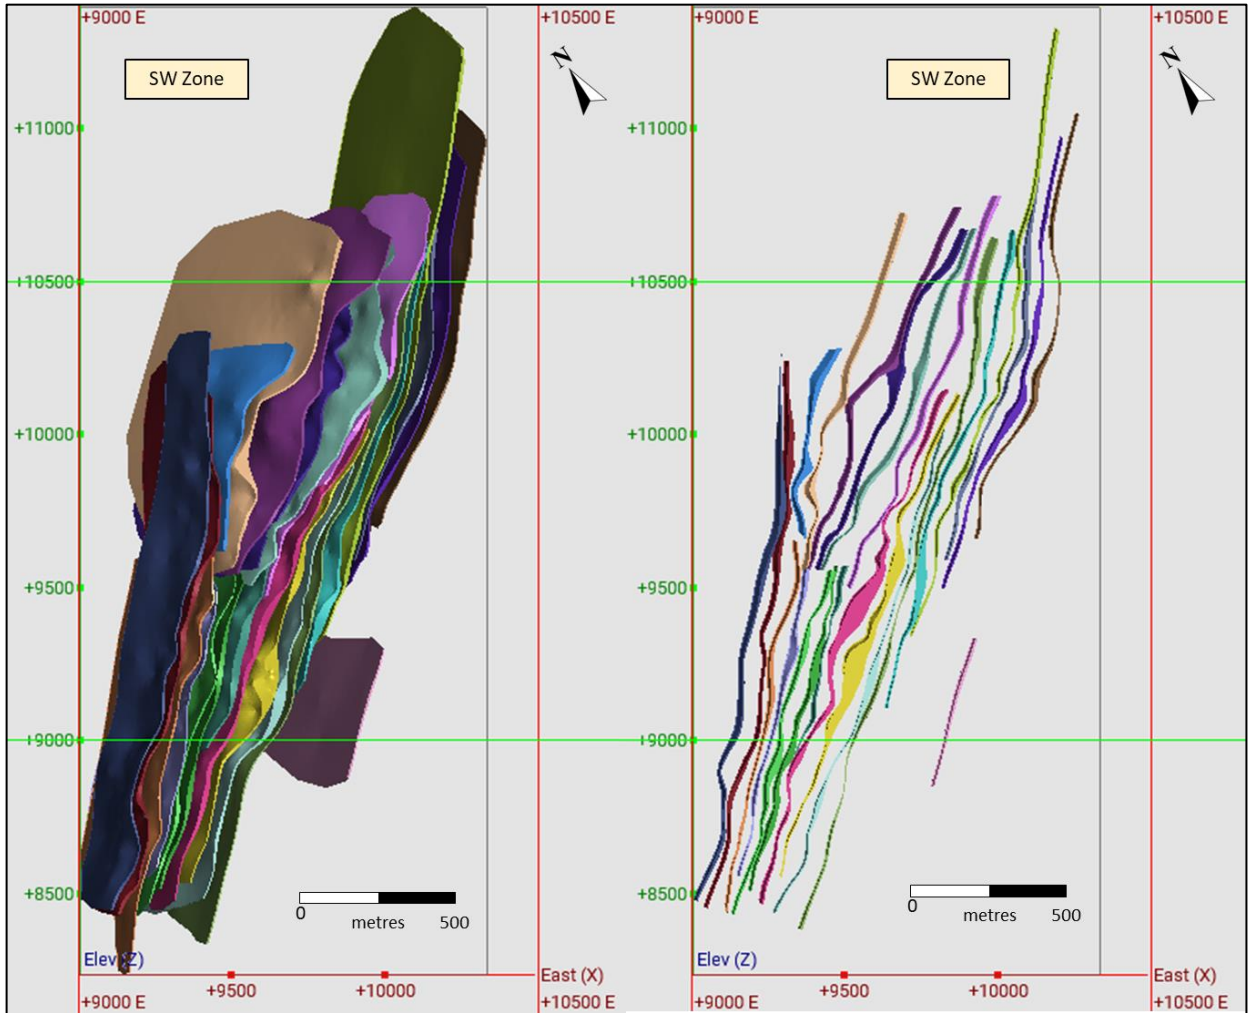 +9000 E
+10500 E
SW Zone
N
+11000
+10500
+10000
+9500
+9000
+8500
0
metres
500
Elev (Z)
East (X)
+9000 E
+9500
+10000
+10500 E
+9000 E
+10500 E
SW Zone
N
+11000
+10500
+10000
+9500
+9000
+8500
0
metres
500
Elev (Z)
East (X)
+9000 E
+9500
+10000
+10500 E